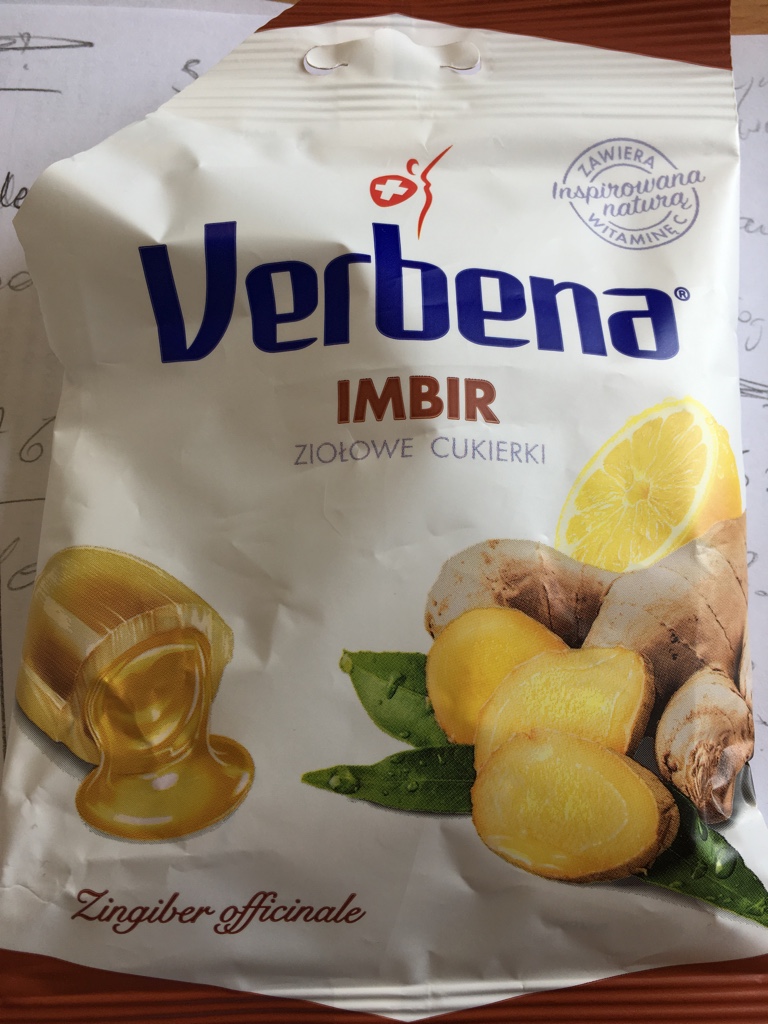 ZAWIERA
Inspirowana
naturą
WITAMINĘ C
Verbena®
IMBIR
ZIOŁOWE CUKIERKI
Zingiber officinale